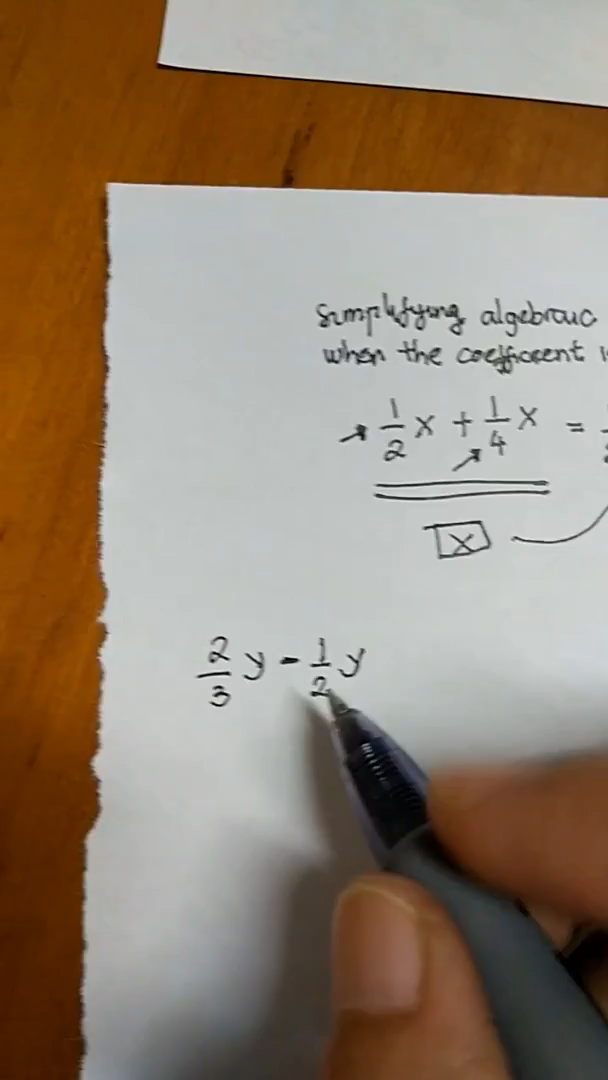 Simplifying algebraic
when the coefficient
1/2 x + 1/4 x =
x
2/3 y - 1/2 y